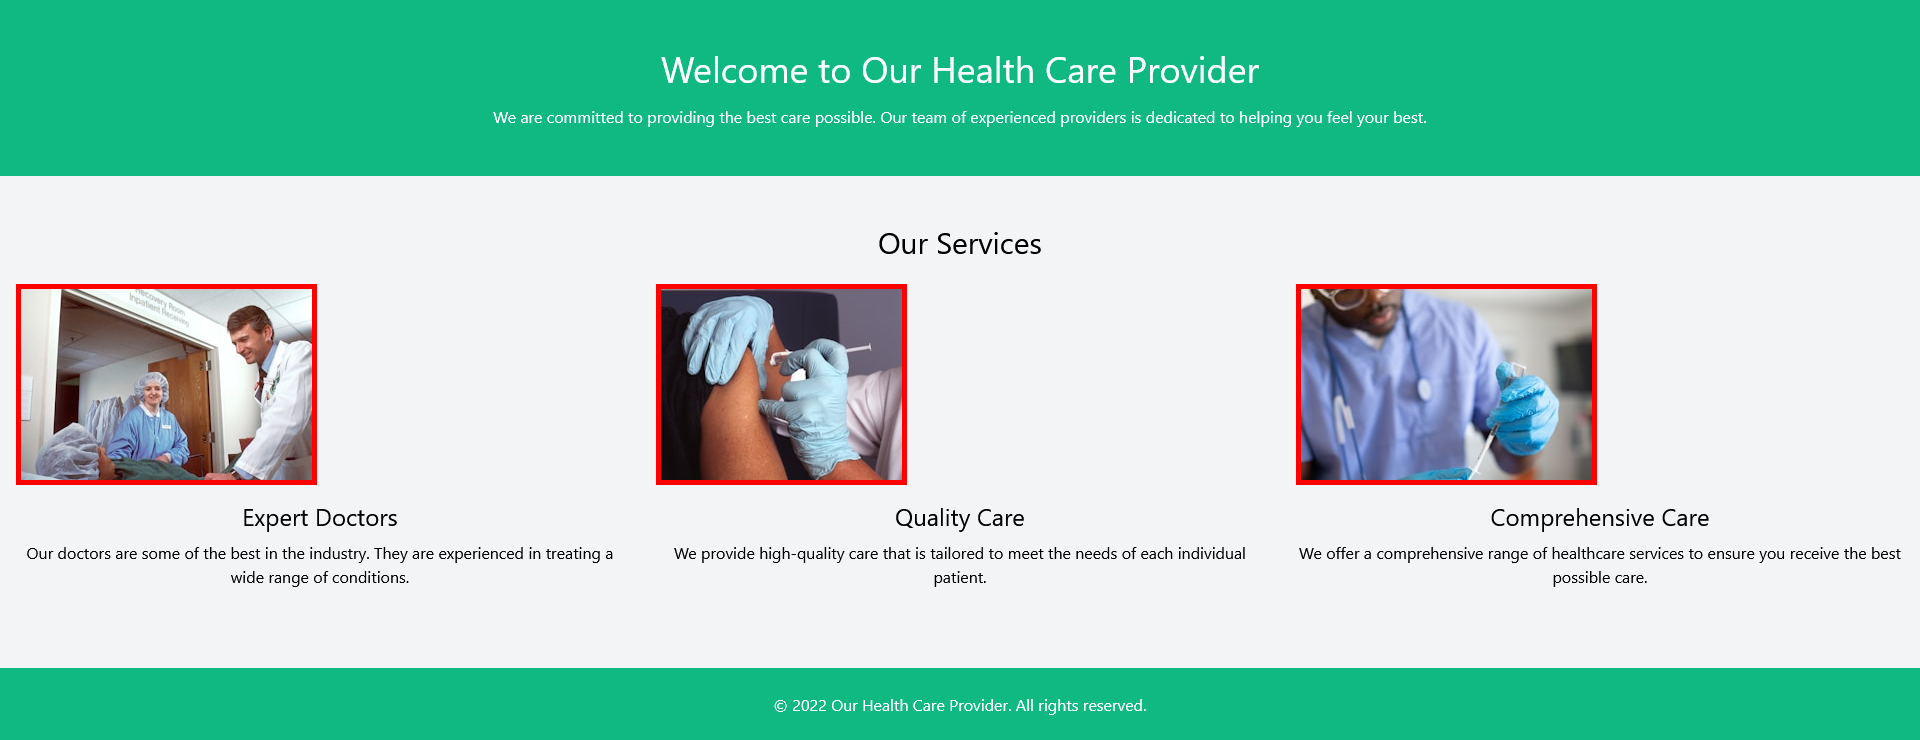 Welcome to Our Health Care Provider
We are committed to providing the best care possible. Our team of experienced providers is dedicated to helping you feel your best.
Our Services
Recovery Room
Inpatient Receiving
Expert Doctors
Our doctors are some of the best in the industry. They are experienced in treating a
wide range of conditions.
Quality Care
We provide high-quality care that is tailored to meet the needs of each individual
patient.
Comprehensive Care
We offer a comprehensive range of healthcare services to ensure you receive the best
possible care.
© 2022 Our Health Care Provider. All rights reserved.